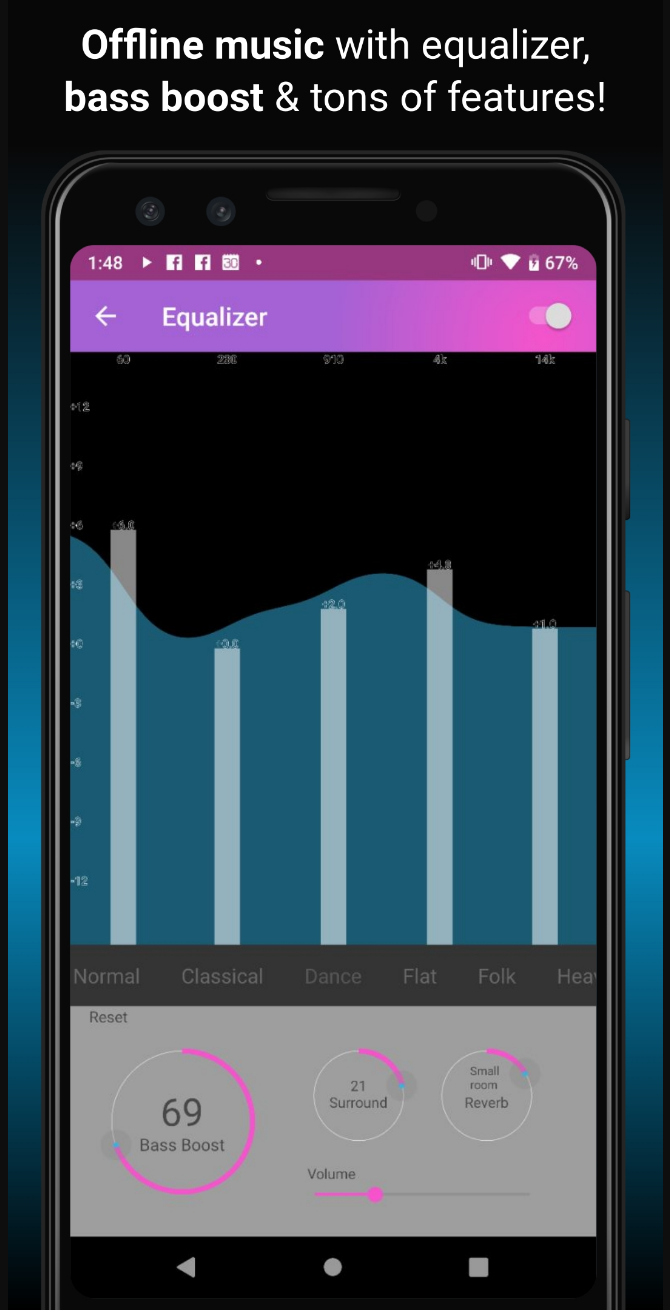 Offline music with equalizer,
bass boost & tons of features!
1:48 30 67%
Equalizer
60 230 910 4k 14k
+12
+9
+6 +6.0
+4.8
+3
+2.0
+1.0
+0
-3
-6
-9
-12
Normal Classical Dance Flat Folk Hea
Reset
69
Bass Boost
21
Surround
Small
room
Reverb
Volume